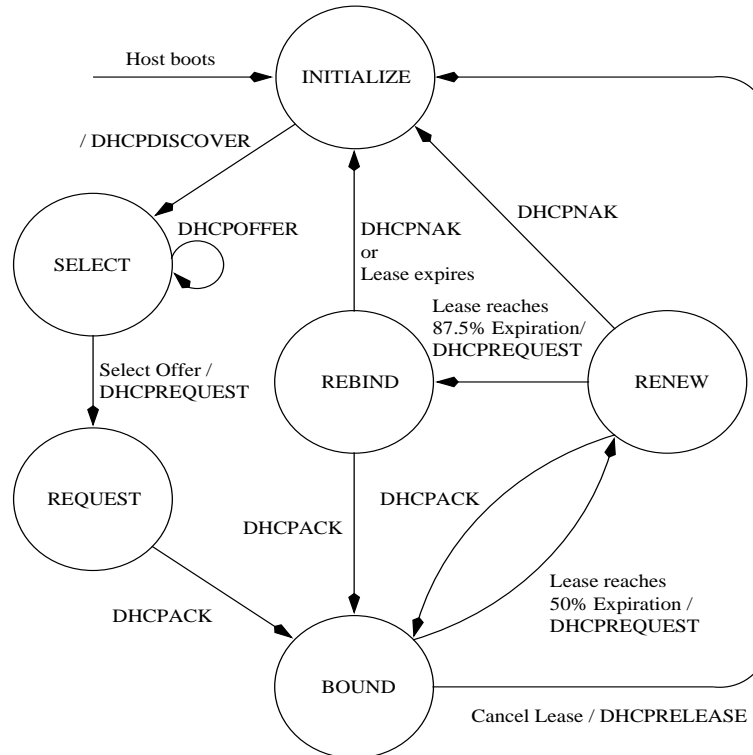 Host boots
INITIALIZE
/ DHCPDISCOVER
DHCPOFFER
SELECT
DHCPNAK
or
Lease expires
DHCPNAK
Lease reaches
87.5% Expiration/
DHCPREQUEST
Select Offer /
DHCPREQUEST
REBIND
RENEW
REQUEST
DHCPACK
DHCPACK
DHCPACK
Lease reaches
50% Expiration /
DHCPREQUEST
BOUND
Cancel Lease / DHCPRELEASE